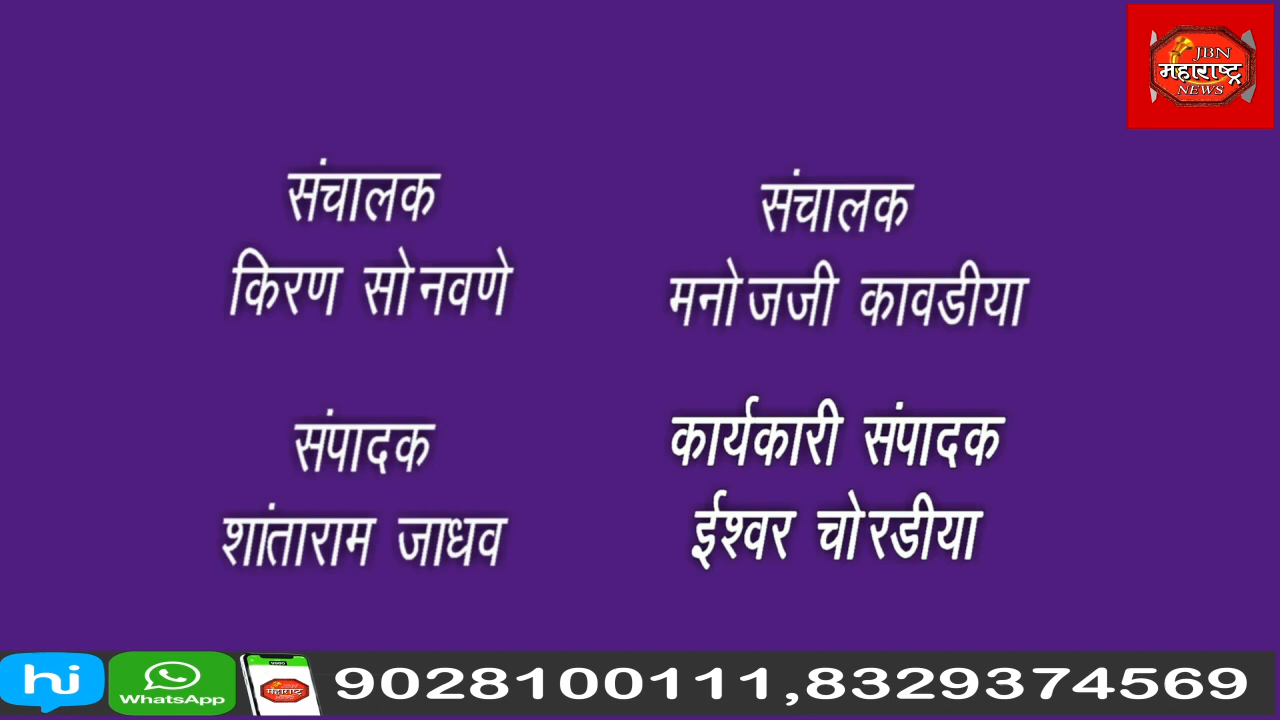 JBN
महाराष्ट्र
NEWS
संचालक
किरण सोनवणे
संचालक
मनोजजी कावडीया
संपादक
शांताराम जाधव
कार्यकारी संपादक
ईश्वर चोरडीया
hi
WhatsApp
महाराष्ट्र
9028100111,8329374569